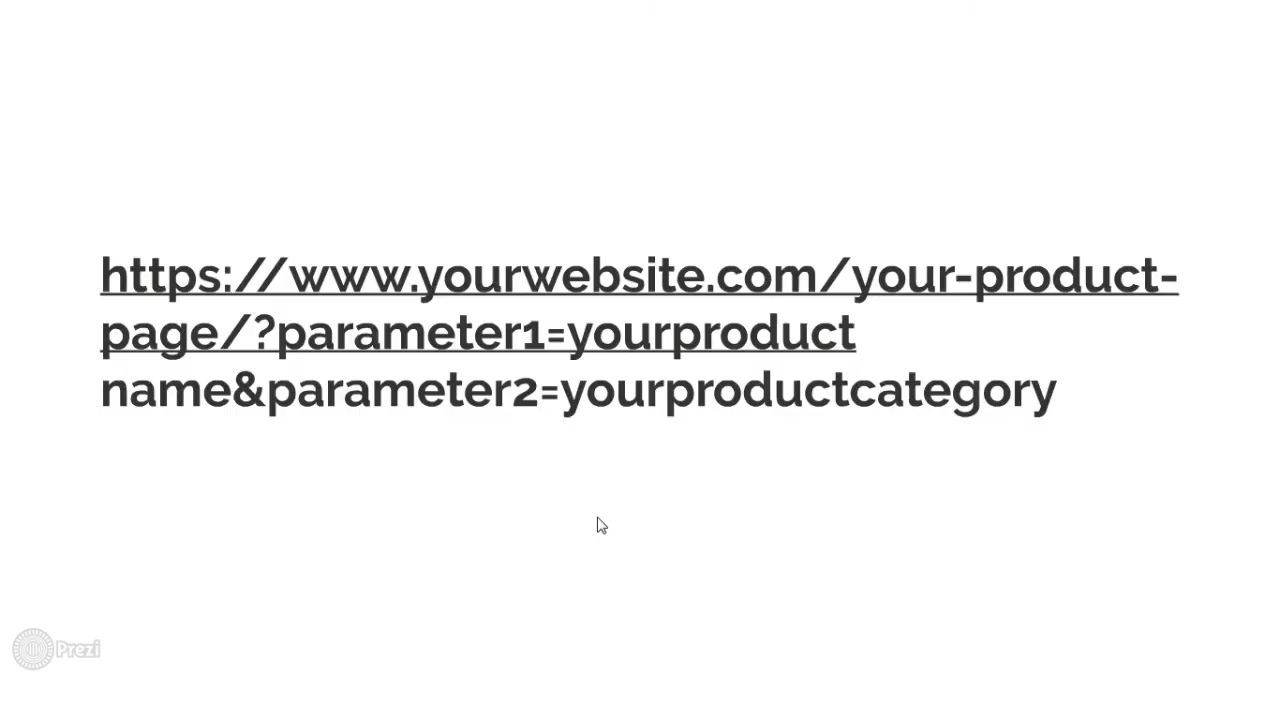 https://www.yourwebsite.com/your-product-
page/?parameter1=yourproduct
name&parameter2=yourproductcategory
Prezi